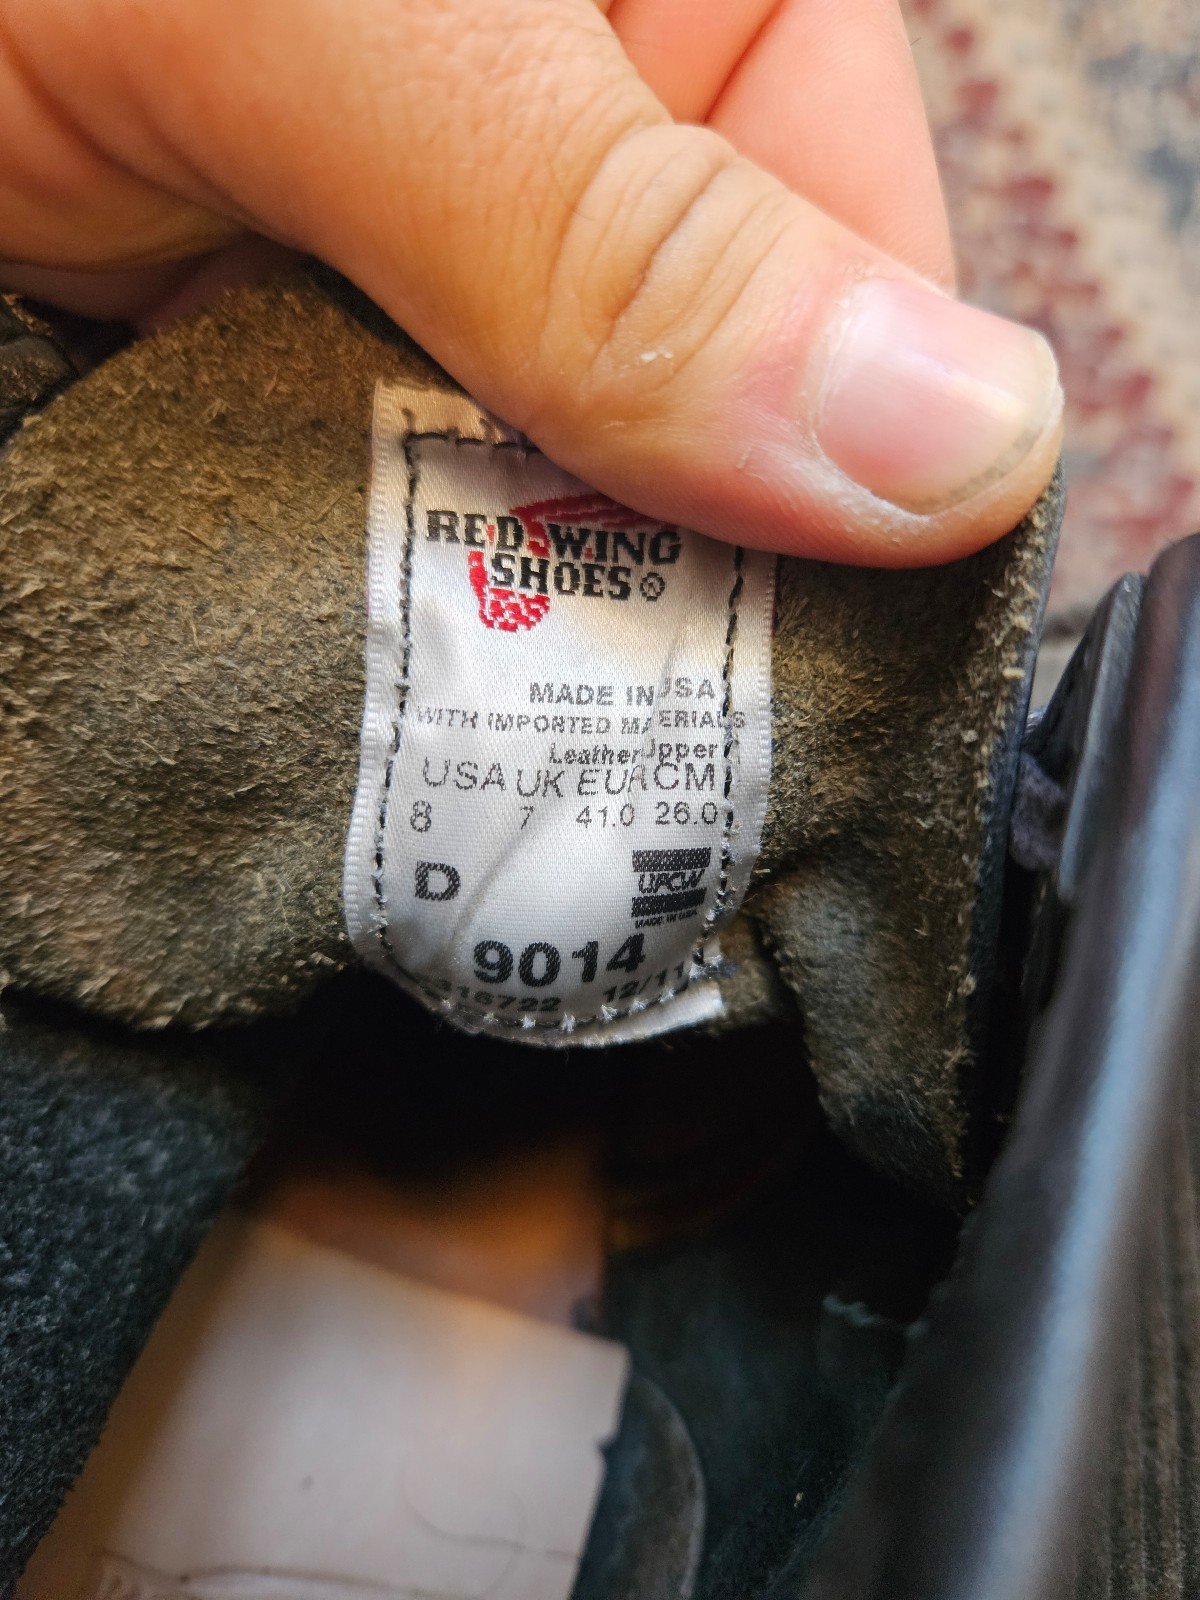 RED WING
SHOES®
MADE IN USA
WITH IMPORTED MATERIALS
Leather Upper
USA UK EUR CM
8 7 41.0 26.0
D
UFCW
MADE IN USA
9014
316722 12/11